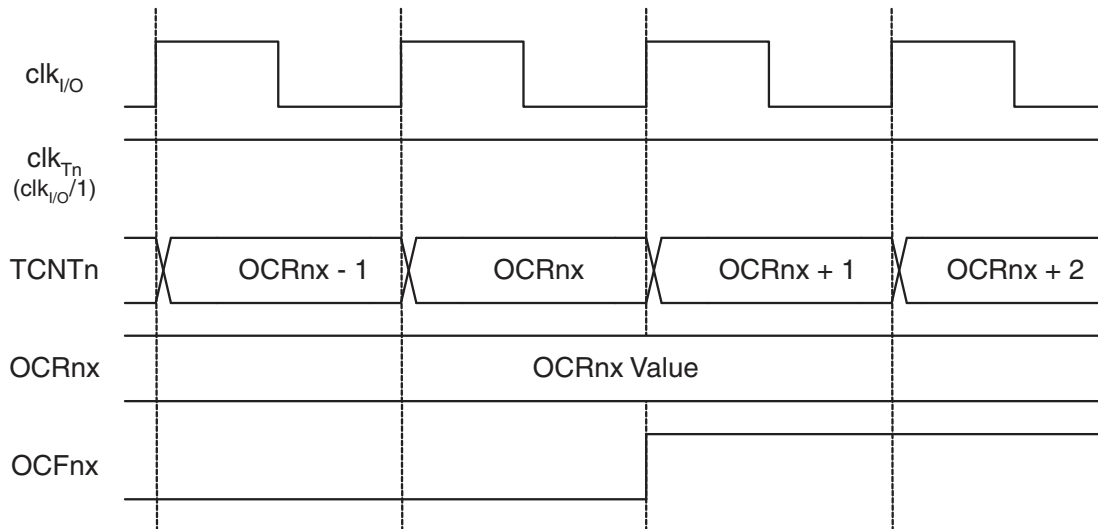 clkI/O
clkTn
(clkI/O/1)
TCNTn OCRnx - 1 OCRnx OCRnx + 1 OCRnx + 2
OCRnx OCRnx Value
OCFnx